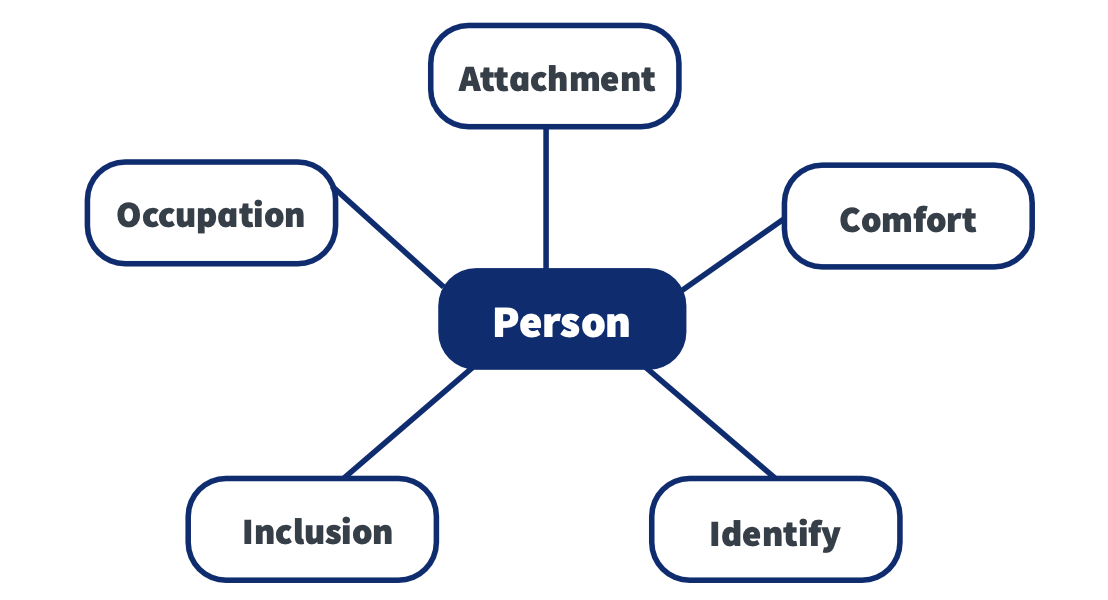 Attachment
Occupation
Comfort
Person
Inclusion
Identify